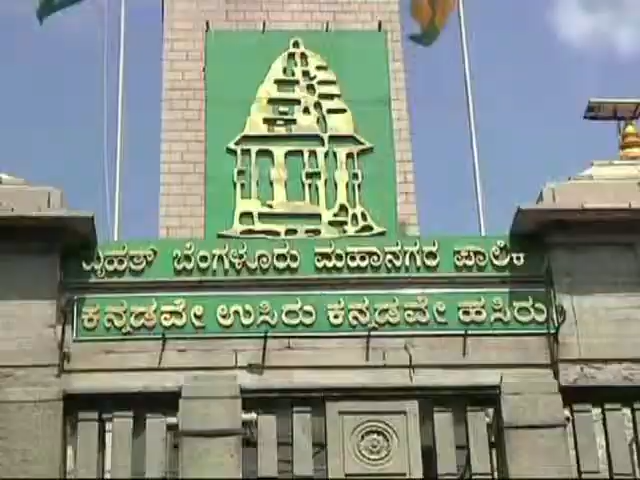 ಬೃಹತ್ ಬೆಂಗಳೂರು ಮಹಾನಗರ ಪಾಲಿಕೆ
ಕನ್ನಡವೇ ಉಸಿರು ಕನ್ನಡವೇ ಹಸಿರು